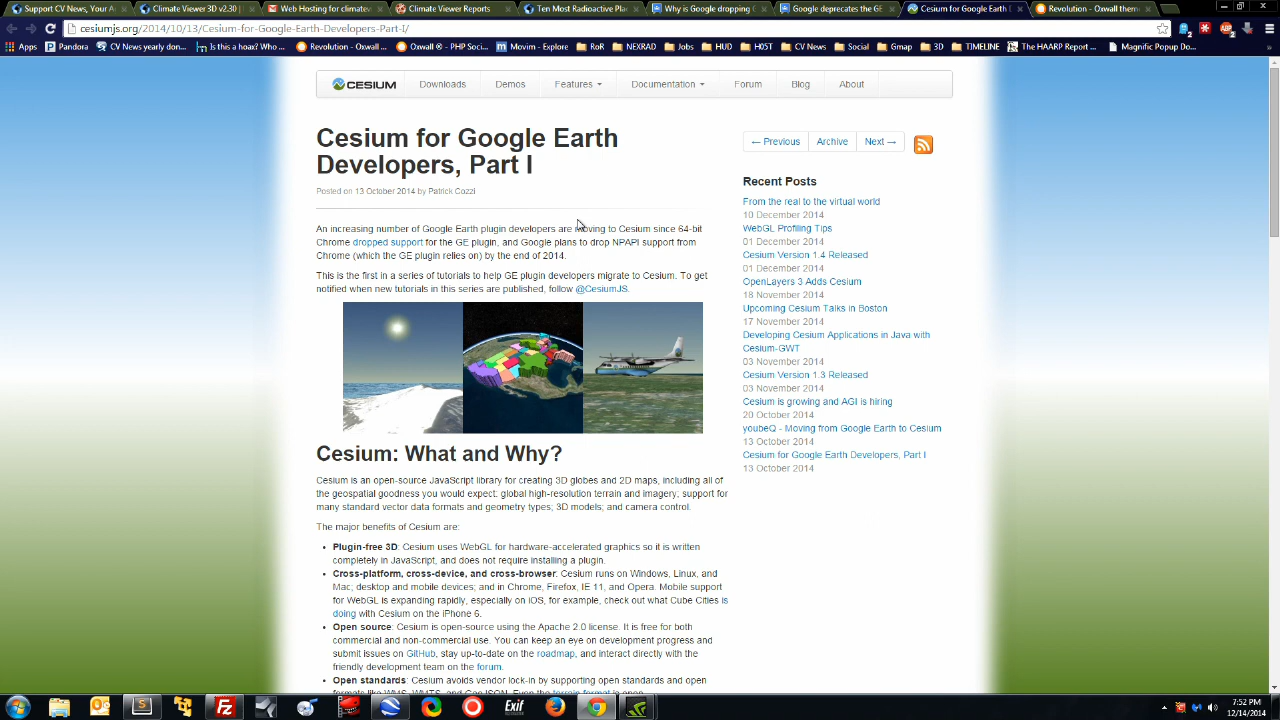 Support CV News, Your A
Climate Viewer 3D v2.30 |
Web Hosting for climatev
Climate Viewer Reports
Ten Most Radioactive Pla
Why is Google dropping
Google deprecates the GE
Cesium for Google Earth
Revolution - Oxwall them
cesiumjs.org/2014/10/13/Cesium-for-Google-Earth-Developers-Part-I/
Apps
Pandora
CV News yearly don...
Is this a hoax? Who ...
Revolution - Oxwall...
Oxwall ® - PHP Soci...
Movim - Explore
RoR
NEXRAD
Jobs
HUD
H05T
CV News
Social
Gmap
3D
TIMELINE
The HAARP Report ...
Magnific Popup Do...
»
CESIUM
Downloads
Demos
Features
Documentation
Forum
Blog
About
Cesium for Google Earth
Developers, Part I
Posted on 13 October 2014 by Patrick Cozzi
An increasing number of Google Earth plugin developers are moving to Cesium since 64-bit
Chrome dropped support for the GE plugin, and Google plans to drop NPAPI support from
Chrome (which the GE plugin relies on) by the end of 2014.
This is the first in a series of tutorials to help GE plugin developers migrate to Cesium. To get
notified when new tutorials in this series are published, follow @CesiumJS.
Cesium: What and Why?
Cesium is an open-source JavaScript library for creating 3D globes and 2D maps, including all of
the geospatial goodness you would expect: global high-resolution terrain and imagery; support for
many standard vector data formats and geometry types; 3D models; and camera control.
The major benefits of Cesium are:
• Plugin-free 3D: Cesium uses WebGL for hardware-accelerated graphics so it is written
completely in JavaScript, and does not require installing a plugin.
• Cross-platform, cross-device, and cross-browser: Cesium runs on Windows, Linux, and
Mac; desktop and mobile devices; and in Chrome, Firefox, IE 11, and Opera. Mobile support
for WebGL is expanding rapidly, especially on iOS, for example, check out what Cube Cities is
doing with Cesium on the iPhone 6.
• Open source: Cesium is open-source using the Apache 2.0 license. It is free for both
commercial and non-commercial use. You can keep an eye on development progress and
submit issues on GitHub, stay up-to-date on the roadmap, and interact directly with the
friendly development team on the forum.
• Open standards: Cesium avoids vendor lock-in by supporting open standards and open
formats like WMS, WMTS, and GeoJSON. Even the terrain format is open.
← Previous
Archive
Next →
Recent Posts
From the real to the virtual world
10 December 2014
WebGL Profiling Tips
01 December 2014
Cesium Version 1.4 Released
01 December 2014
OpenLayers 3 Adds Cesium
18 November 2014
Upcoming Cesium Talks in Boston
17 November 2014
Developing Cesium Applications in Java with
Cesium-GWT
03 November 2014
Cesium Version 1.3 Released
03 November 2014
Cesium is growing and AGI is hiring
20 October 2014
youbeQ - Moving from Google Earth to Cesium
13 October 2014
Cesium for Google Earth Developers, Part I
13 October 2014
Exif
7:52 PM
12/14/2014